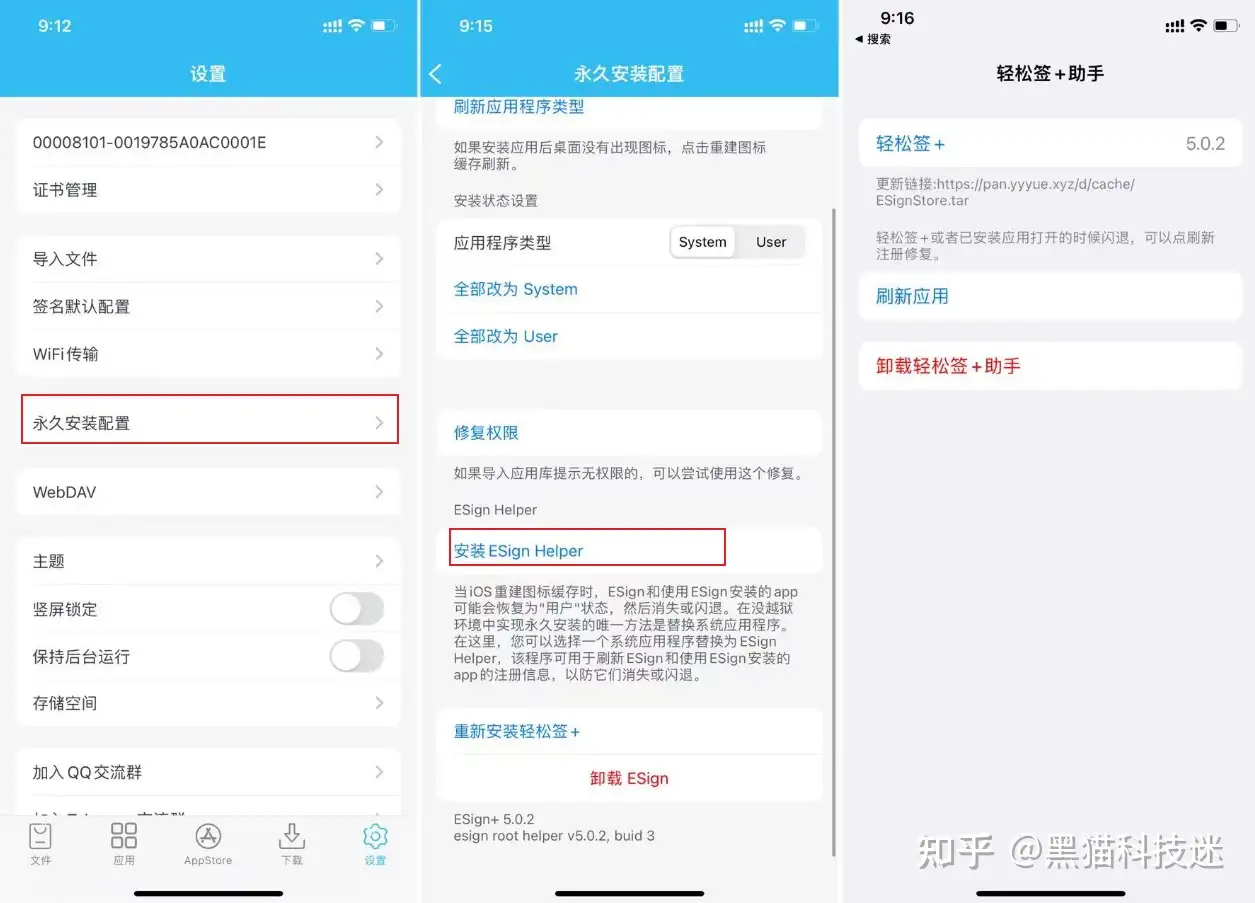 9:12
设置
00008101-0019785A0AC0001E
证书管理
导入文件
签名默认配置
WiFi传输
永久安装配置
WebDAV
主题
竖屏锁定
保持后台运行
存储空间
加入QQ交流群
文件
应用
AppStore
下载
设置
9:15
永久安装配置
刷新应用程序类型
如果安装应用后桌面没有出现图标，点击重建图标
缓存刷新。
安装状态设置
应用程序类型
System
User
全部改为 System
全部改为 User
修复权限
如果导入应用库提示无权限的，可以尝试使用这个修复。
ESign Helper
安装ESign Helper
当iOS重建图标缓存时，ESign和使用ESign安装的app
可能会恢复为"用户"状态，然后消失或闪退。在没越狱
环境中实现永久安装的唯一方法是替换系统应用程序。
在这里，您可以选择一个系统应用程序替换为ESign
Helper，该程序可用于刷新ESign和使用ESign安装的
app的注册信息，以防它们消失或闪退。
重新安装轻松签+
卸载 ESign
ESign+ 5.0.2
esign root helper v5.0.2, buid 3
9:16
◀ 搜索
轻松签+助手
轻松签+
5.0.2
更新链接:https://pan.yyyue.xyz/d/cache/
ESignStore.tar
轻松签+或者已安装应用打开的时候闪退，可以点刷新
注册修复。
刷新应用
卸载轻松签+助手
知乎 @黑猫科技迷